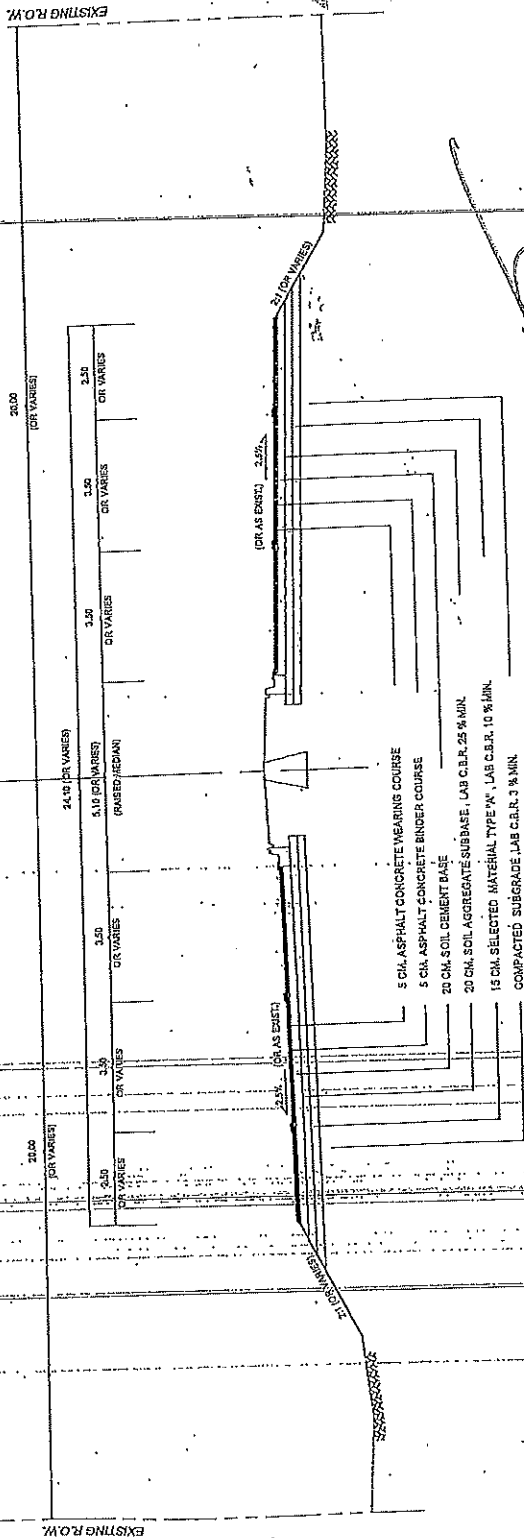 EXISTING R.O.W.
EXISTING R.O.W.
20.00
(OR VARIES)
20.00
(OR VARIES)
24.10 (OR VARIES)
2.50
OR VARIES
3.50
OR VARIES
3.50
OR VARIES
5.10 (OR VARIES)
(RAISED MEDIAN)
3.50
OR VARIES
3.50
OR VARIES
2.50
OR VARIES
2:1 (OR VARIES)
2.5%
(OR AS EXIST.)
(OR AS EXIST.)
2.5%
2:1 (OR VARIES)
5 CM. ASPHALT CONCRETE WEARING COURSE
5 CM. ASPHALT CONCRETE BINDER COURSE
20 CM. SOIL CEMENT BASE
20 CM. SOIL AGGREGATE SUBBASE, LAB C.B.R. 25 % MIN.
15 CM. SELECTED MATERIAL TYPE "A", LAB C.B.R. 10 % MIN.
COMPACTED SUBGRADE, LAB C.B.R. 3 % MIN.